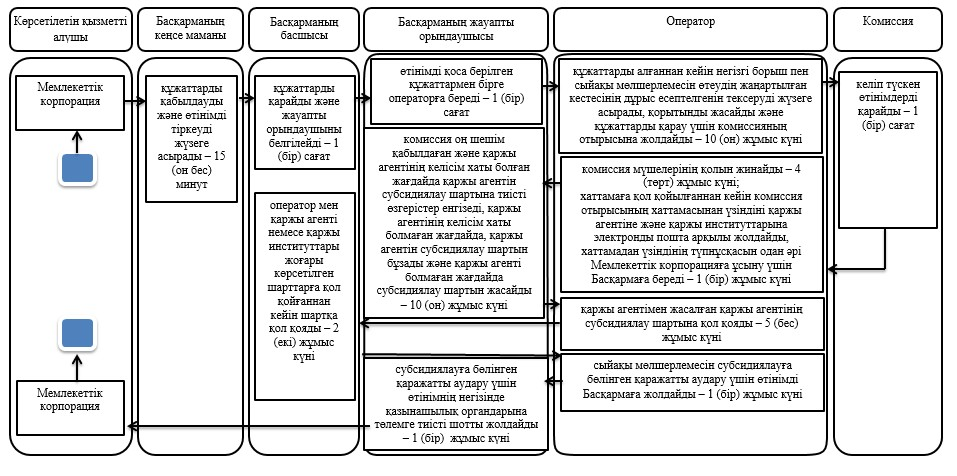 Көрсетілетін қызметті
алушы
Басқарманың
кеңсе маманы
Басқарманың
басшысы
Басқарманың жауапты
орындаушысы
Оператор
Комиссия
Мемлекеттік
корпорация
құжаттарды
қабылдауды
және өтінімді
тіркеуді
жүзеге
асырады – 15
(он бес)
минут
құжаттарды
қарайды және
жауапты
орындаушыны
белгілейді – 1
(бір) сағат
өтінімді қоса берілген
құжаттармен бірге
операторға береді – 1 (бір)
сағат
құжаттарды алғаннан кейін негізгі борыш пен
сыйақы мөлшерлемесін өтеудің жаңартылған
кестесінің дұрыс есептелгенін тексеруді жүзеге
асырады, қорытынды жасайды және
құжаттарды қарау үшін комиссияның
отырысына жолдайды – 10 (он) жұмыс күні
келіп түскен
өтінімдерді
қарайды – 1
(бір) сағат
комиссия оң шешім
қабылдаған және қаржы
агентінің келісім хаты болған
жағдайда қаржы агентін
субсидиялау шартына тиісті
өзгерістер енгізеді, қаржы
агентінің келісім хаты
болмаған жағдайда, қаржы
агентін субсидиялау шартын
бұзады және қаржы агенті
болмаған жағдайда
субсидиялау шартын жасайды
– 10 (он) жұмыс күні
комиссия мүшелерінің қолын жинайды – 4
(төрт) жұмыс күні;
хаттамаға қол қойылғаннан кейін комиссия
отырысының хаттамасынан үзіндіні қаржы
агентіне және қаржы институттарына
электронды пошта арқылы жолдайды,
хаттамадан үзіндінің түпнұсқасын одан әрі
Мемлекеттік корпорацияға ұсыну үшін
Басқармаға береді – 1 (бір) жұмыс күні
оператор мен
қаржы агенті
немесе қаржы
институттары
жоғары
көрсетілген
шарттарға қол
қойғаннан
кейін шартқа
қол қояды – 2
(екі) жұмыс
күні
қаржы агентімен жасалған қаржы агентінің
субсидиялау шартына қол қояды – 5 (бес)
жұмыс күні
сыйақы мөлшерлемесін субсидиялауға
бөлінген қаражатты аудару үшін өтінімді
Басқармаға жолдайды – 1 (бір) жұмыс күні
субсидиялауға бөлінген
қаражатты аудару үшін
өтінімнің негізінде
қазынашылық органдарына
төлемге тиісті шотты жолдайды
– 1 (бір) жұмыс күні
Мемлекеттік
корпорация